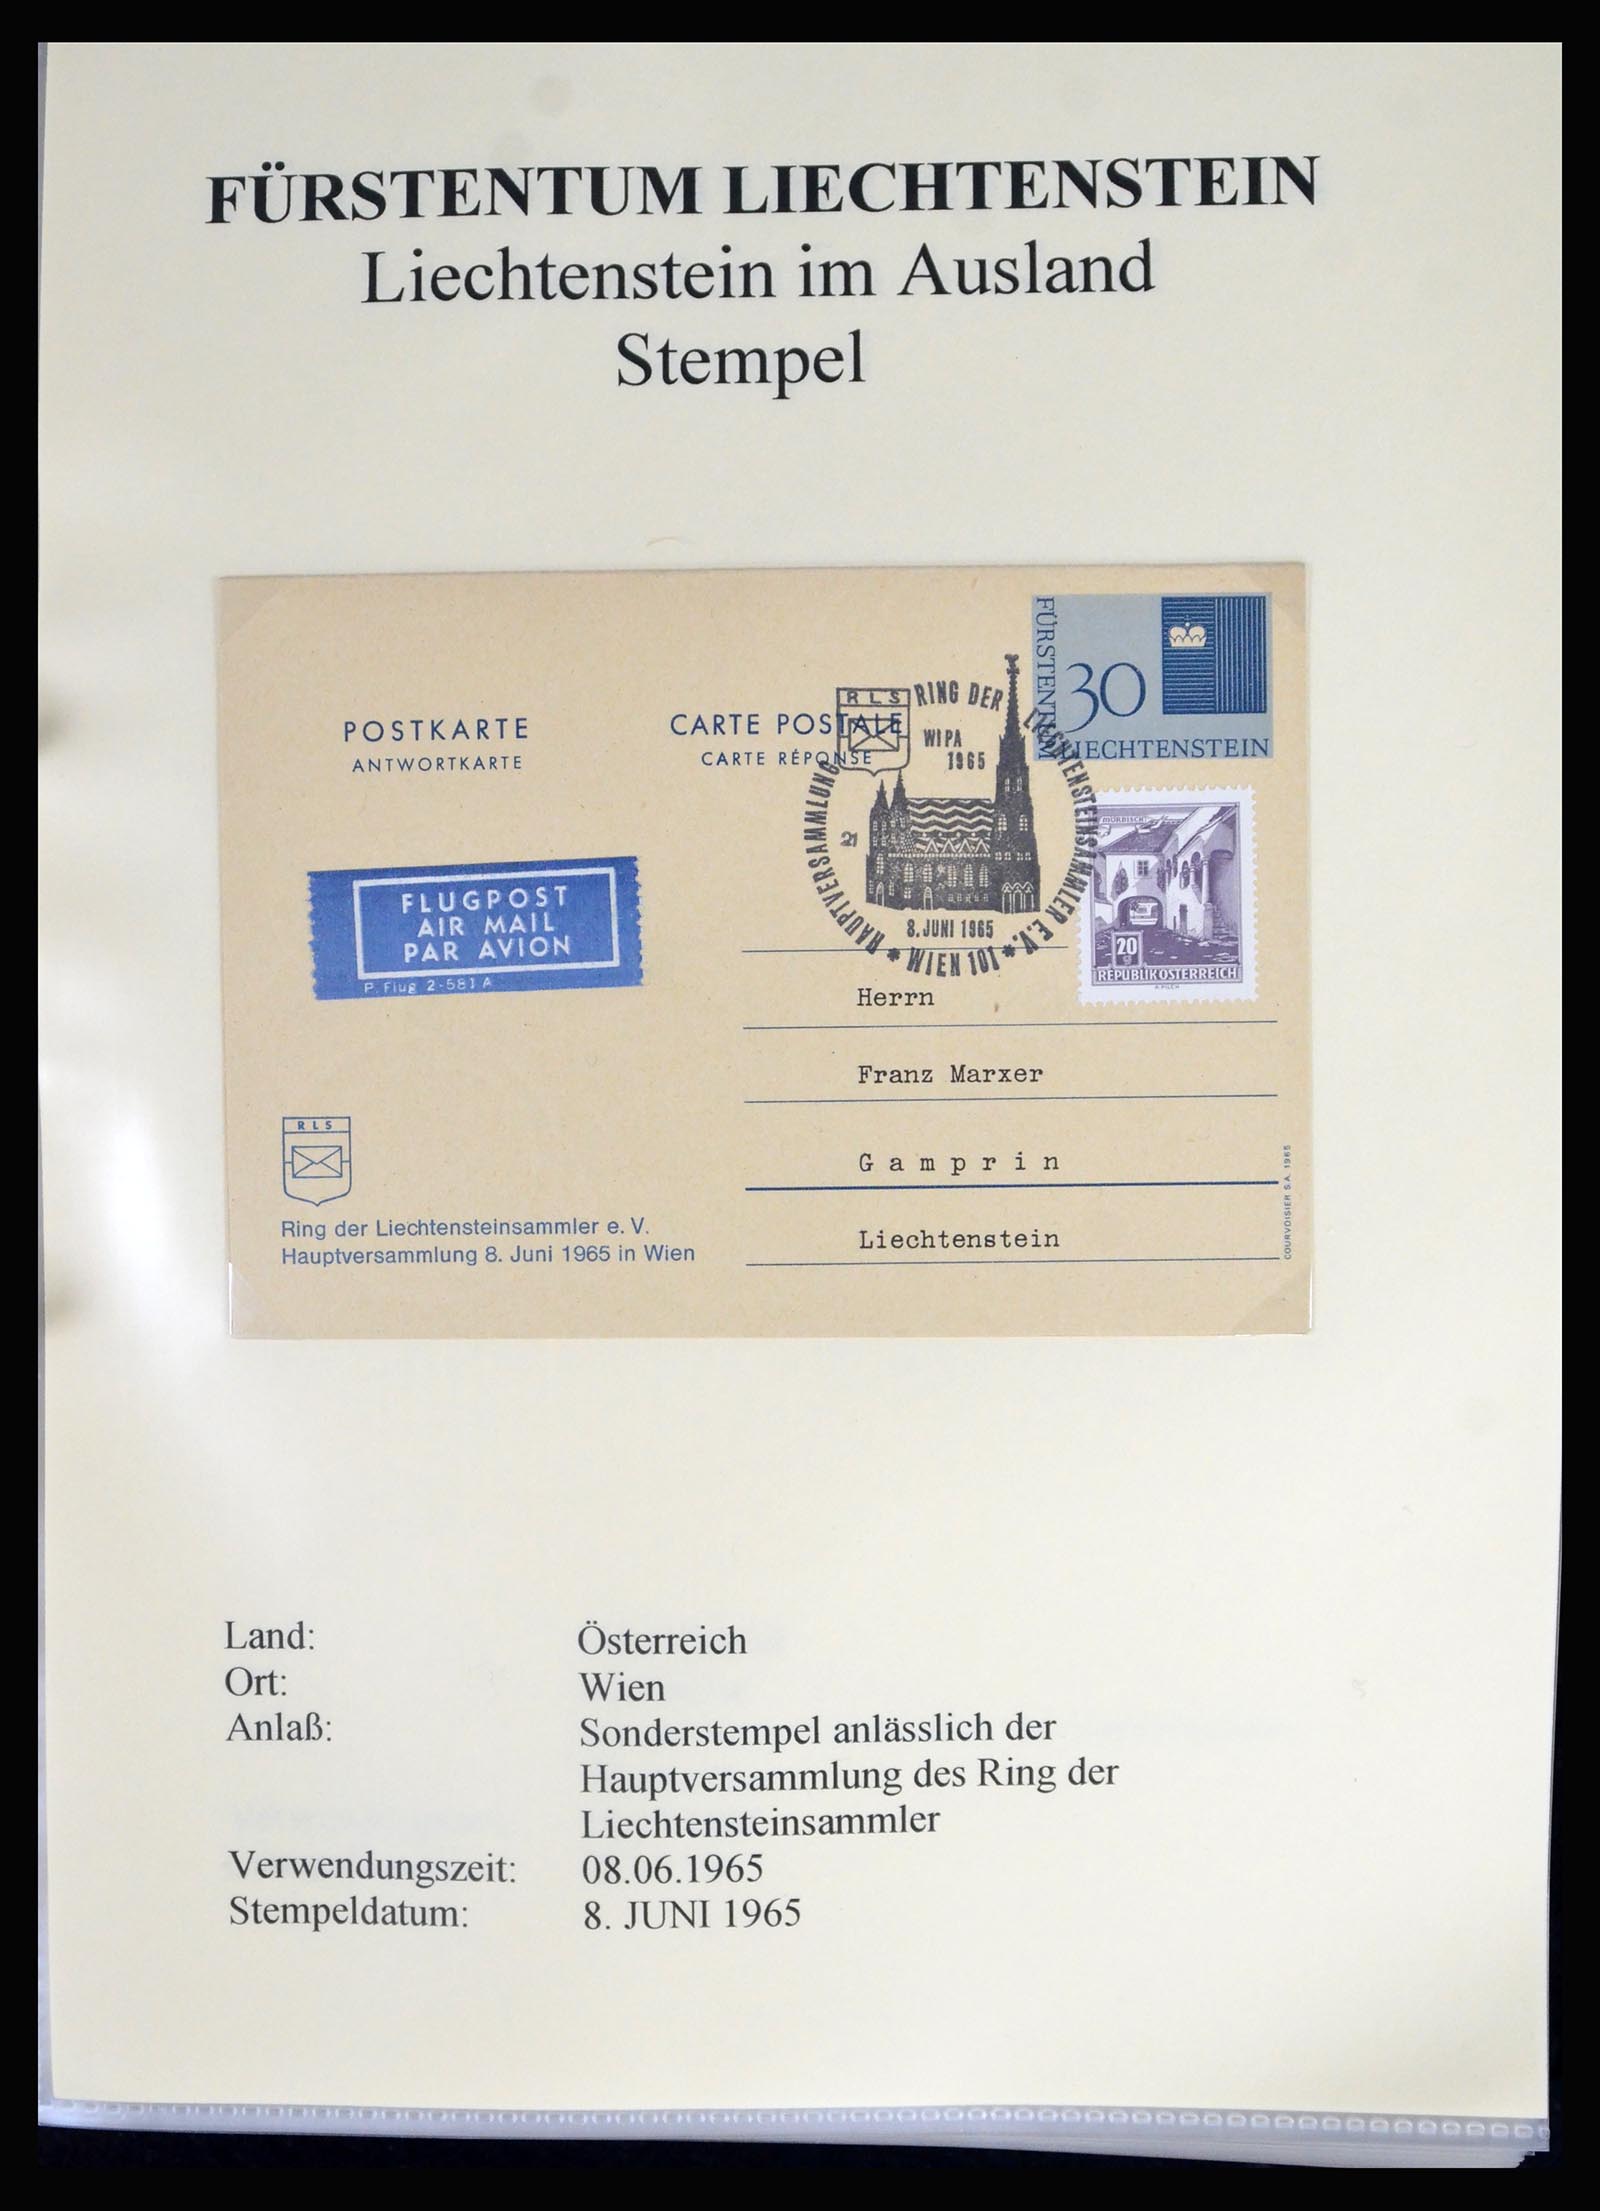 FÜRSTENTUM LIECHTENSTEIN
Liechtenstein im Ausland
Stempel
POSTKARTE
ANTWORTKARTE
CARTE POSTALE
CARTE RÉPONSE
FÜRSTENTUM
30
LIECHTENSTEIN
RLS
HAUPTVERSAMMLUNG RING DER LIECHTENSTEINSAMMLER E.V.
WIPA
1965
21
8. JUNI 1965
* WIEN 101 *
MÖRBISCH
20
g
REPUBLIK ÖSTERREICH
A. PILCH
FLUGPOST
AIR MAIL
PAR AVION
P. Flug 2-581 A
Herrn
Franz Marxer
Gamprin
Liechtenstein
COURVOISIER S.A. 1965
RLS
Ring der Liechtensteinsammler e. V.
Hauptversammlung 8. Juni 1965 in Wien
Land: Österreich
Ort: Wien
Anlaß: Sonderstempel anlässlich der
Hauptversammlung des Ring der
Liechtensteinsammler
Verwendungszeit: 08.06.1965
Stempeldatum: 8. JUNI 1965